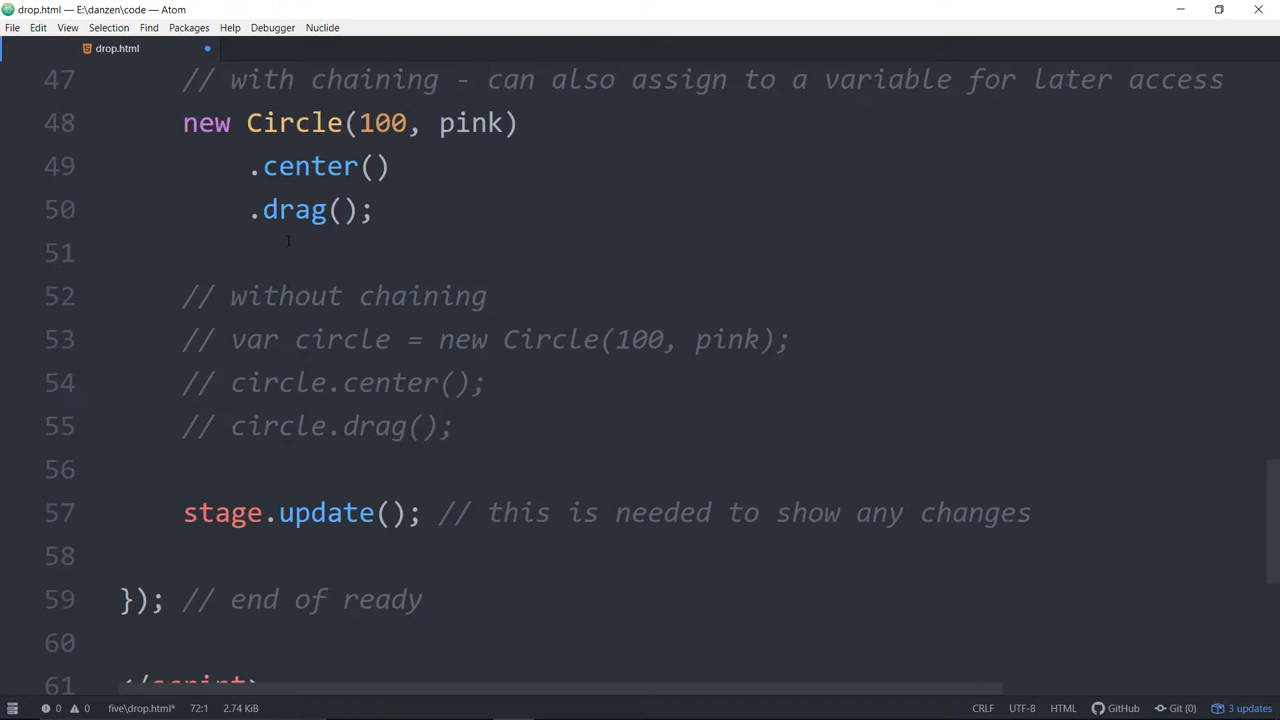 drop.html — E:\danzen\code — Atom
File Edit View Selection Find Packages Help Debugger Nuclide
drop.html
47 // with chaining - can also assign to a variable for later access
48 new Circle(100, pink)
49 .center()
50 .drag();
51
52 // without chaining
53 // var circle = new Circle(100, pink);
54 // circle.center();
55 // circle.drag();
56
57 stage.update(); // this is needed to show any changes
58
59 }); // end of ready
60
61 </script>
0 0 five\drop.html* 72:1 2.74 KiB CRLF UTF-8 HTML GitHub Git (0) 3 updates